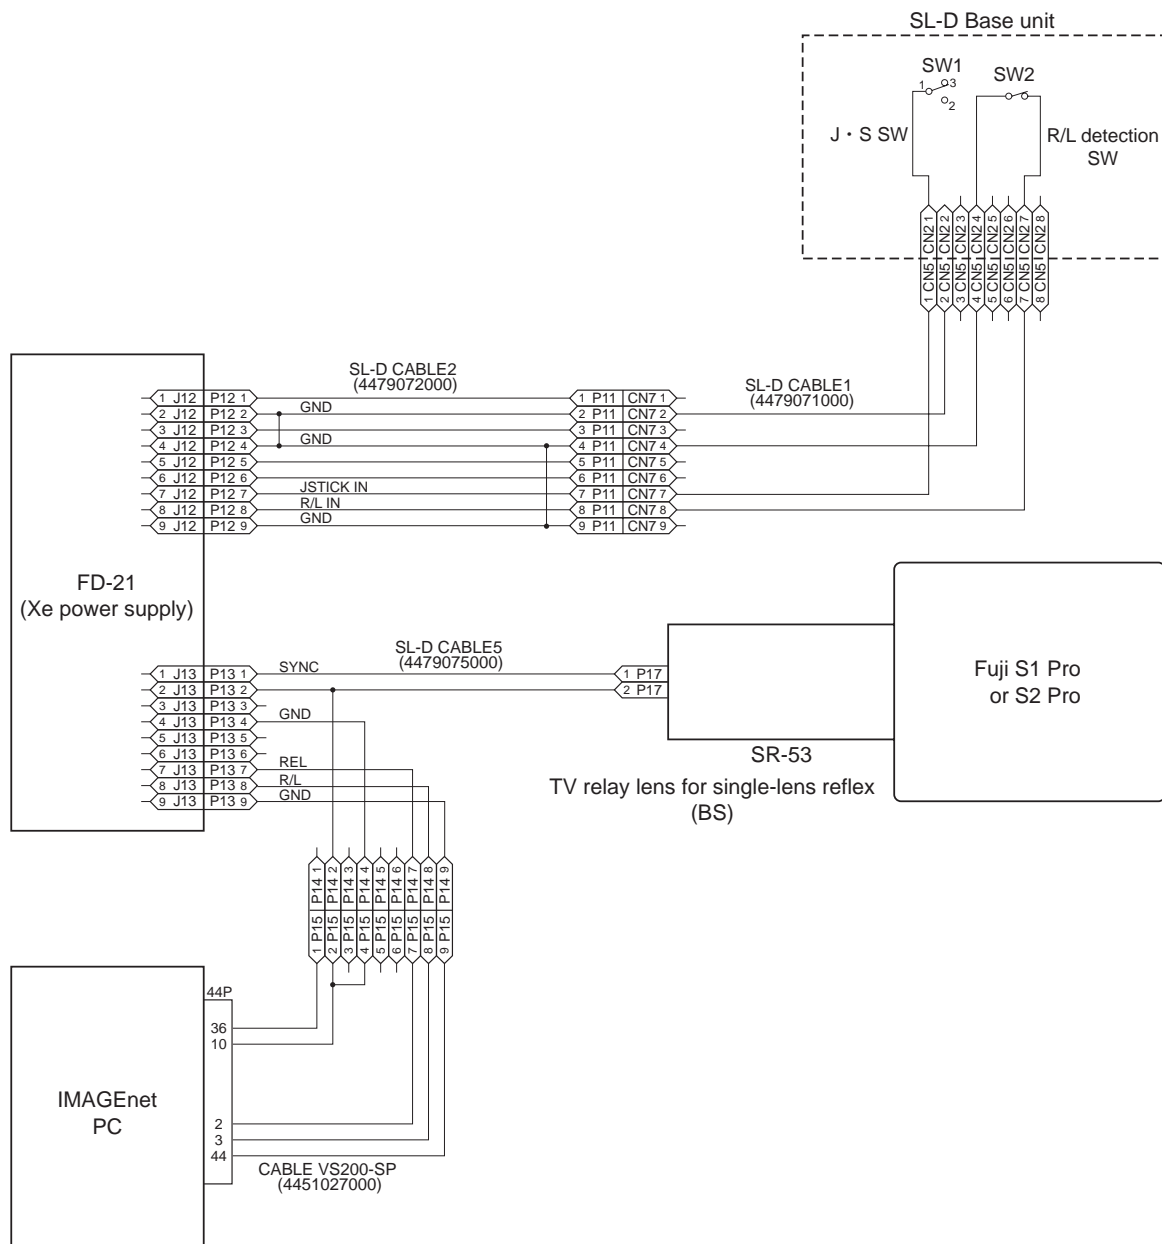 SL-D Base unit
SW1
SW2
1
3
2
J・S SW
R/L detection
SW
CN2 1
CN2 2
CN2 3
CN2 4
CN2 5
CN2 6
CN2 7
CN2 8
1 CN5
2 CN5
3 CN5
4 CN5
5 CN5
6 CN5
7 CN5
8 CN5
SL-D CABLE2
(4479072000)
SL-D CABLE1
(4479071000)
1 J12 P12 1
1 P11 CN7 1
2 J12 P12 2
GND
2 P11 CN7 2
3 J12 P12 3
3 P11 CN7 3
4 J12 P12 4
GND
4 P11 CN7 4
5 J12 P12 5
5 P11 CN7 5
6 J12 P12 6
6 P11 CN7 6
7 J12 P12 7
JSTICK IN
7 P11 CN7 7
8 J12 P12 8
R/L IN
8 P11 CN7 8
9 J12 P12 9
GND
9 P11 CN7 9
FD-21
(Xe power supply)
SL-D CABLE5
(4479075000)
1 J13 P13 1
SYNC
1 P17
2 J13 P13 2
2 P17
3 J13 P13 3
4 J13 P13 4
GND
5 J13 P13 5
6 J13 P13 6
7 J13 P13 7
REL
8 J13 P13 8
R/L
9 J13 P13 9
GND
Fuji S1 Pro
or S2 Pro
SR-53
TV relay lens for single-lens reflex
(BS)
P14 1
P14 2
P14 3
P14 4
P14 5
P14 6
P14 7
P14 8
P14 9
1 P15
2 P15
3 P15
4 P15
5 P15
6 P15
7 P15
8 P15
9 P15
44P
36
10
2
3
44
IMAGEnet
PC
CABLE VS200-SP
(4451027000)